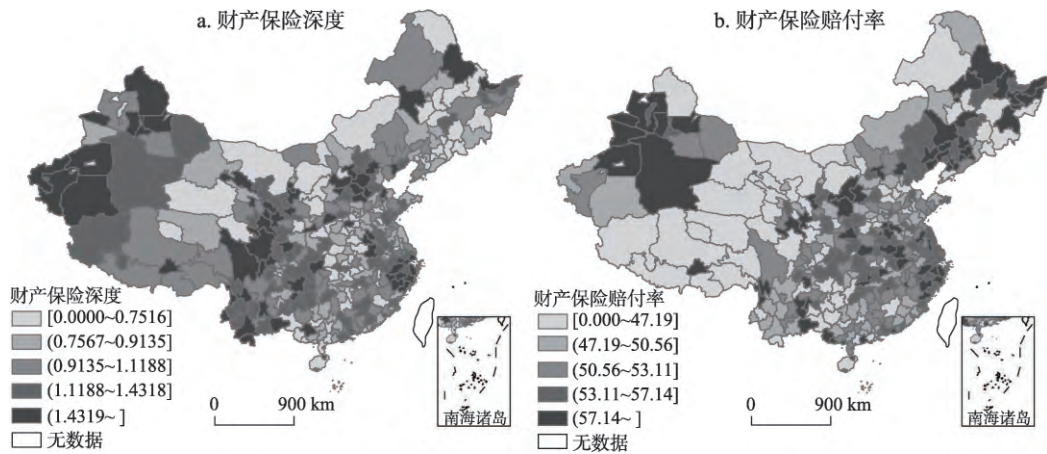 a. 财产保险深度
财产保险深度
[0.0000~0.7516]
(0.7567~0.9135]
(0.9135~1.1188]
(1.1188~1.4318]
(1.4319~ ]
无数据
0 900 km
南海诸岛
b. 财产保险赔付率
财产保险赔付率
[0.000~47.19]
(47.19~50.56]
(50.56~53.11]
(53.11~57.14]
(57.14~ ]
无数据
0 900 km
南海诸岛